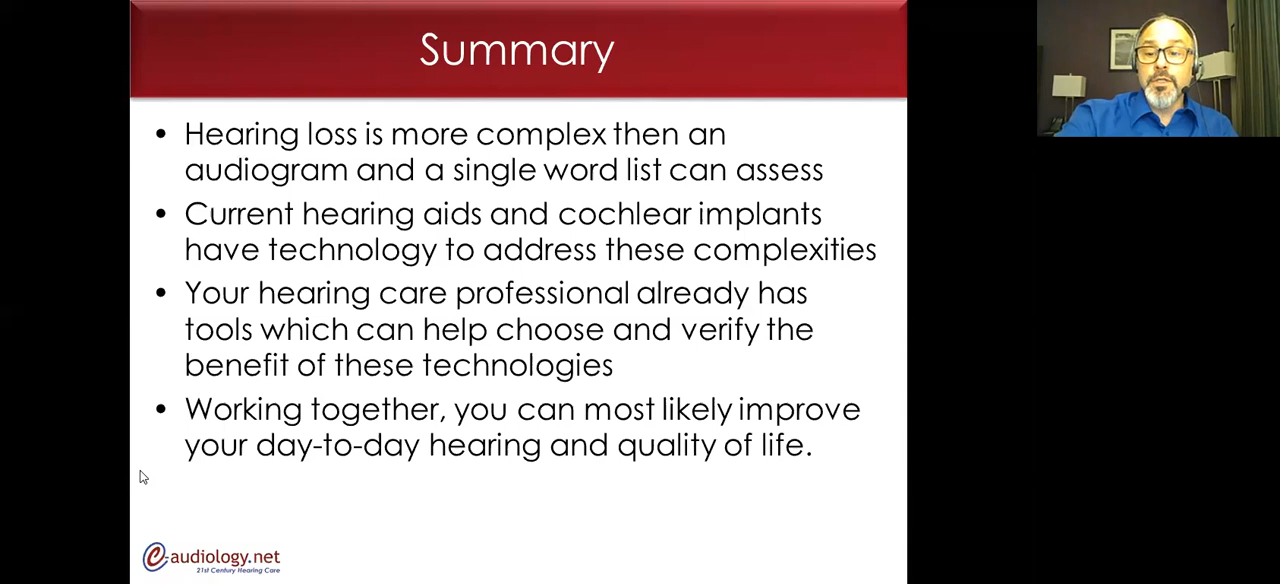 Summary
• Hearing loss is more complex then an
audiogram and a single word list can assess
• Current hearing aids and cochlear implants
have technology to address these complexities
• Your hearing care professional already has
tools which can help choose and verify the
benefit of these technologies
• Working together, you can most likely improve
your day-to-day hearing and quality of life.
e-audiology.net
21st Century Hearing Care